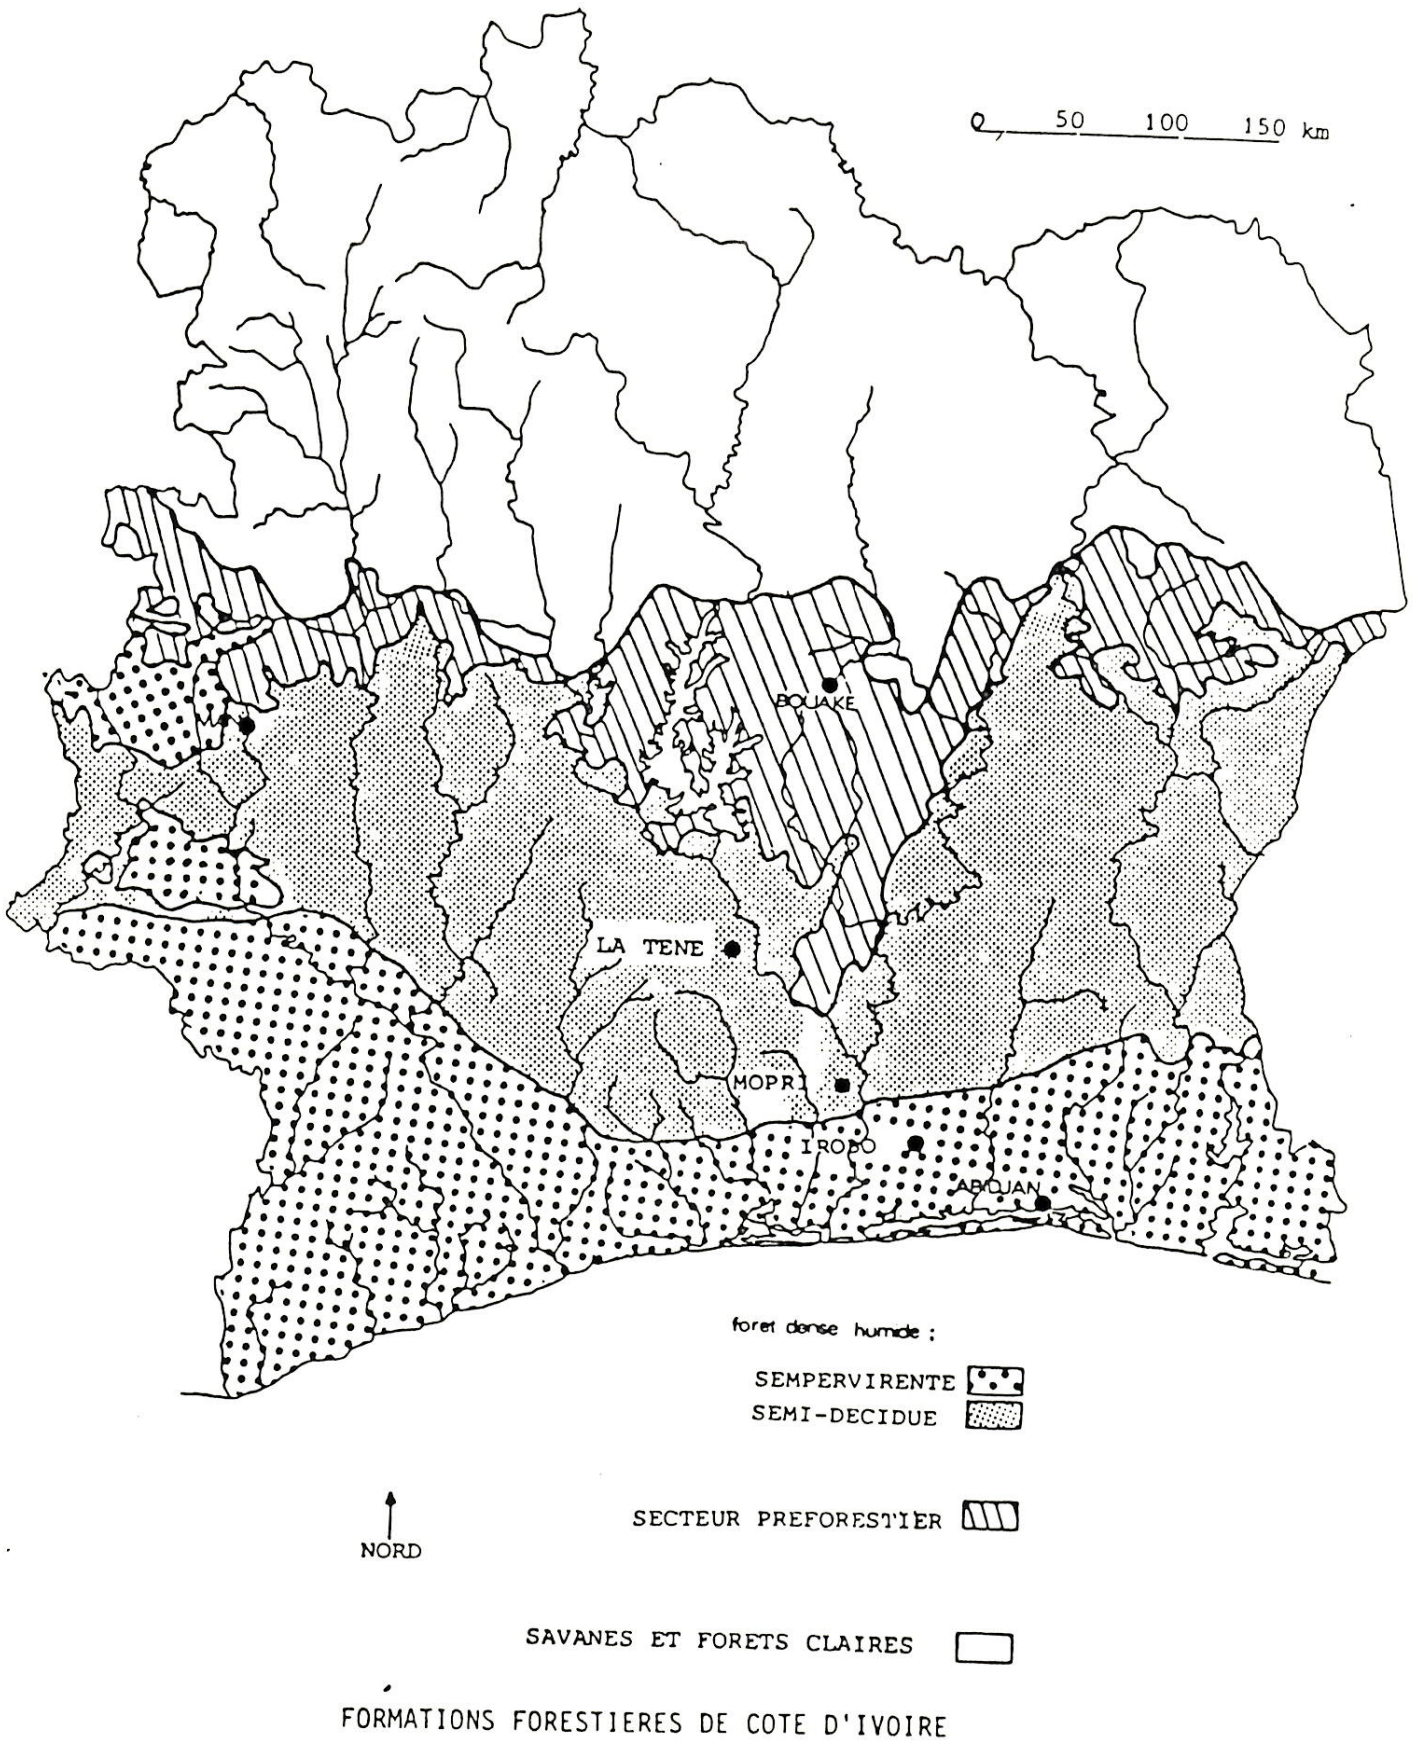 0 50 100 150 km
BOUAKE
LA TENE
MOPRI
IROBO
ABIDJAN
foret dense humide :
SEMPERVIRENTE
SEMI-DECIDUE
SECTEUR PREFORESTIER
NORD
SAVANES ET FORETS CLAIRES
FORMATIONS FORESTIERES DE COTE D'IVOIRE